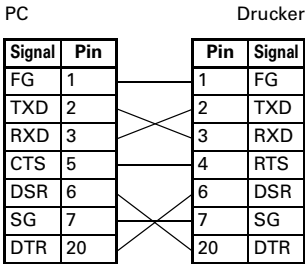 PC Drucker
Signal Pin Pin Signal
FG 1 1 FG
TXD 2 2 TXD
RXD 3 3 RXD
CTS 5 4 RTS
DSR 6 6 DSR
SG 7 7 SG
DTR 20 20 DTR